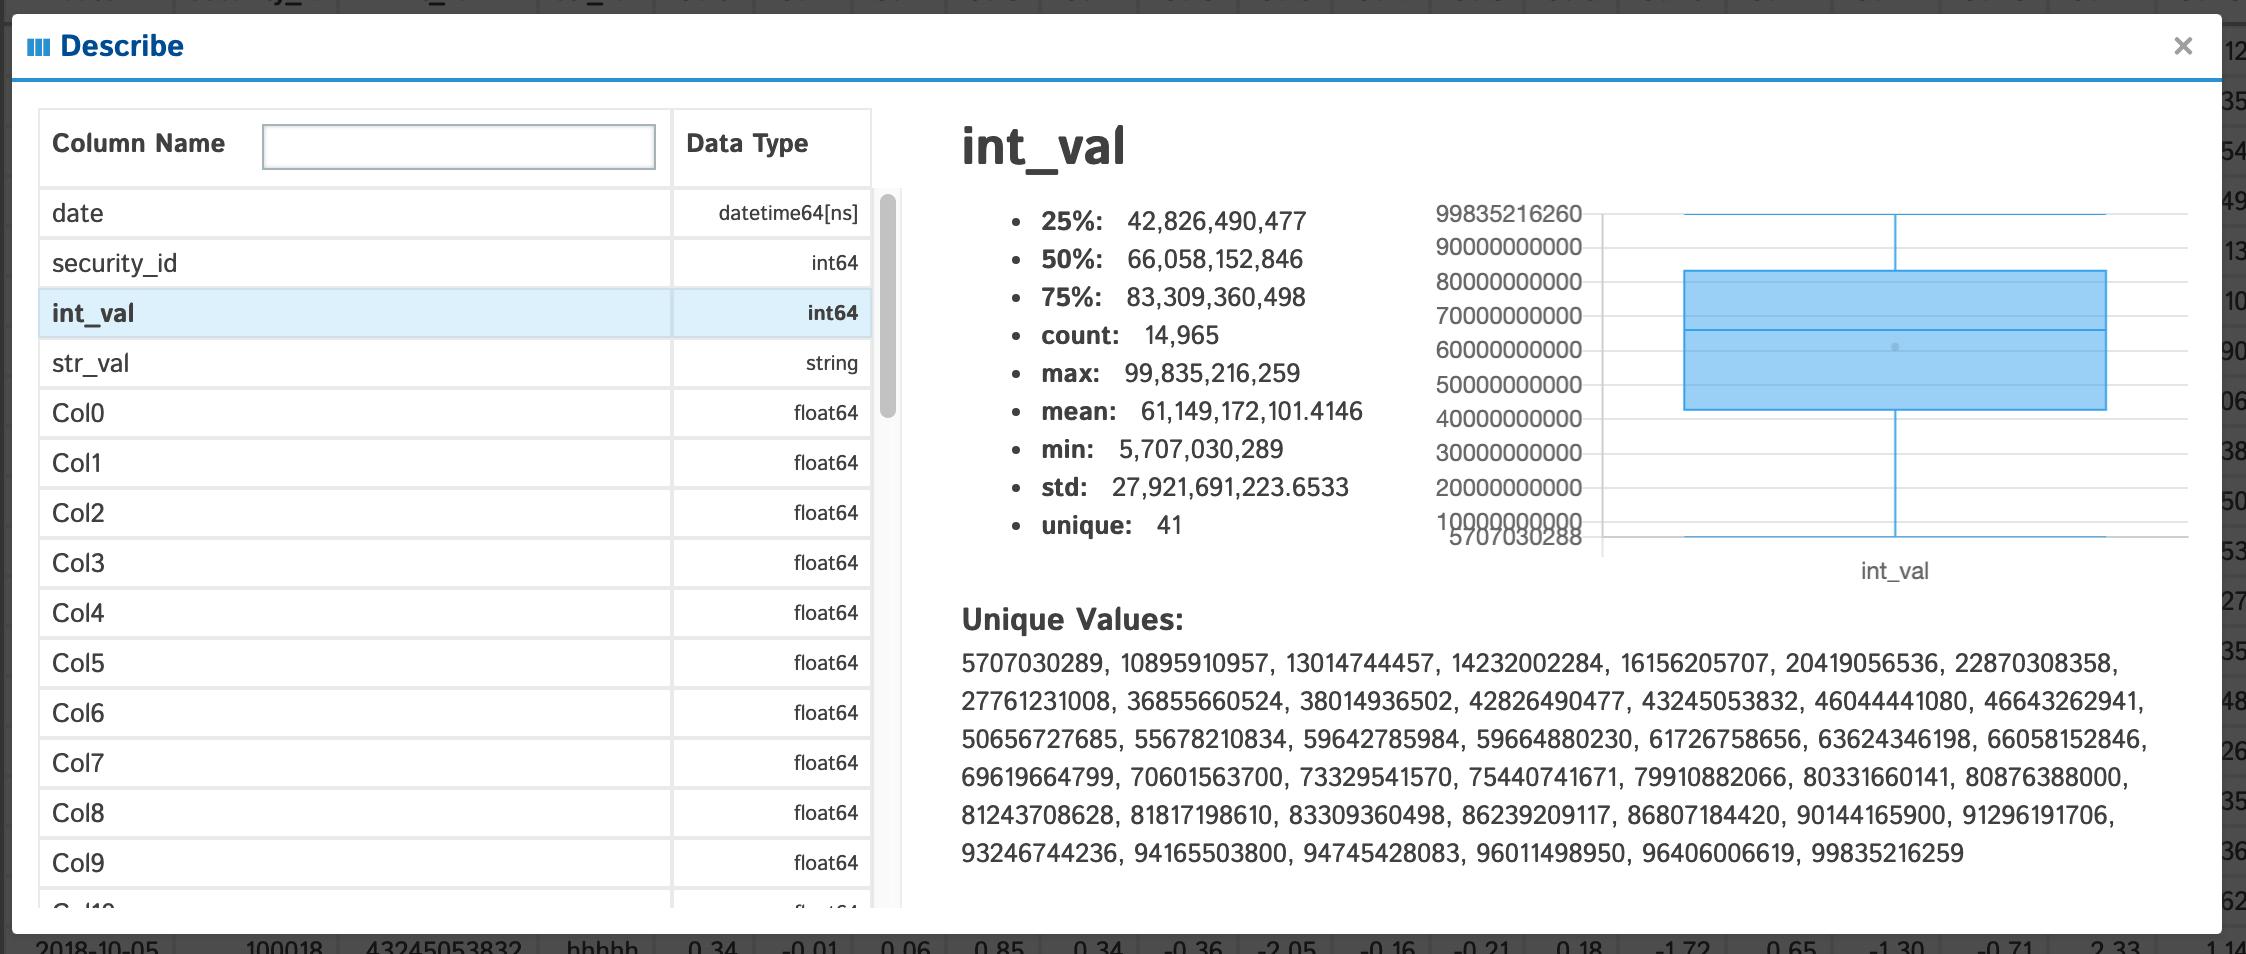 Describe
×
Column Name Data Type
date datetime64[ns]
security_id int64
int_val int64
str_val string
Col0 float64
Col1 float64
Col2 float64
Col3 float64
Col4 float64
Col5 float64
Col6 float64
Col7 float64
Col8 float64
Col9 float64
int_val
25%: 42,826,490,477
50%: 66,058,152,846
75%: 83,309,360,498
count: 14,965
max: 99,835,216,259
mean: 61,149,172,101.4146
min: 5,707,030,289
std: 27,921,691,223.6533
unique: 41
99835216260
90000000000
80000000000
70000000000
60000000000
50000000000
40000000000
30000000000
20000000000
10000000000
5707030288
int_val
Unique Values:
5707030289, 10895910957, 13014744457, 14232002284, 16156205707, 20419056536, 22870308358,
27761231008, 36855660524, 38014936502, 42826490477, 43245053832, 46044441080, 46643262941,
50656727685, 55678210834, 59642785984, 59664880230, 61726758656, 63624346198, 66058152846,
69619664799, 70601563700, 73329541570, 75440741671, 79910882066, 80331660141, 80876388000,
81243708628, 81817198610, 83309360498, 86239209117, 86807184420, 90144165900, 91296191706,
93246744236, 94165503800, 94745428083, 96011498950, 96406006619, 99835216259
2018-10-05 100018 43245053832 hhhhh 0.34 -0.01 0.06 0.85 0.34 -0.36 -2.05 -0.16 -0.21 0.18 -1.72 0.65 -1.30 -0.71 2.33